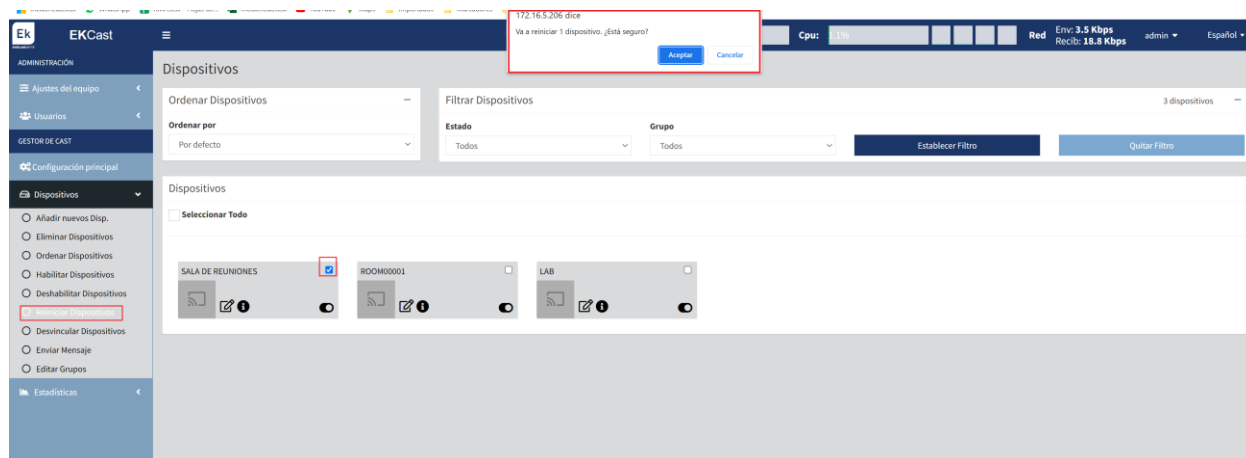 172.16.5.206 dice
Va a reiniciar 1 dispositivo. ¿Está seguro?
Aceptar Cancelar
Ek EKCast
Cpu: 1.1% Red Env: 3.5 Kbps
Recib: 18.8 Kbps
admin Español
ADMINISTRACIÓN
Ajustes del equipo
Usuarios
GESTOR DE CAST
Configuración principal
Dispositivos
Añadir nuevos Disp.
Eliminar Dispositivos
Ordenar Dispositivos
Habilitar Dispositivos
Deshabilitar Dispositivos
Reiniciar Dispositivos
Desvincular Dispositivos
Enviar Mensaje
Editar Grupos
Estadísticas
Dispositivos
Ordenar Dispositivos
Ordenar por
Por defecto
Filtrar Dispositivos 3 dispositivos
Estado Grupo
Todos Todos Establecer Filtro Quitar Filtro
Dispositivos
Seleccionar Todo
SALA DE REUNIONES ROOM00001 LAB